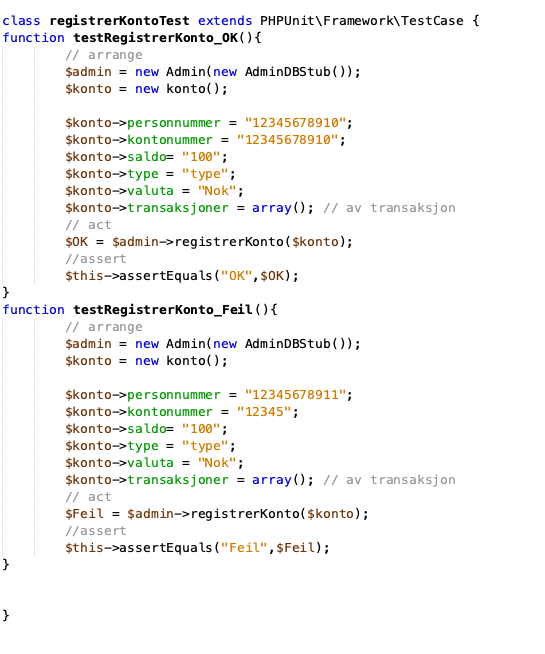 class registrerKontoTest extends PHPUnit\Framework\TestCase {
function testRegistrerKonto_OK(){
// arrange
$admin = new Admin(new AdminDBStub());
$konto = new konto();
$konto->personnummer = "12345678910";
$konto->kontonummer = "12345678910";
$konto->saldo= "100";
$konto->type = "type";
$konto->valuta = "Nok";
$konto->transaksjoner = array(); // av transaksjon
// act
$OK = $admin->registrerKonto($konto);
//assert
$this->assertEquals("OK",$OK);
}
function testRegistrerKonto_Feil(){
// arrange
$admin = new Admin(new AdminDBStub());
$konto = new konto();
$konto->personnummer = "12345678911";
$konto->kontonummer = "12345";
$konto->saldo= "100";
$konto->type = "type";
$konto->valuta = "Nok";
$konto->transaksjoner = array(); // av transaksjon
// act
$Feil = $admin->registrerKonto($konto);
//assert
$this->assertEquals("Feil",$Feil);
}
}